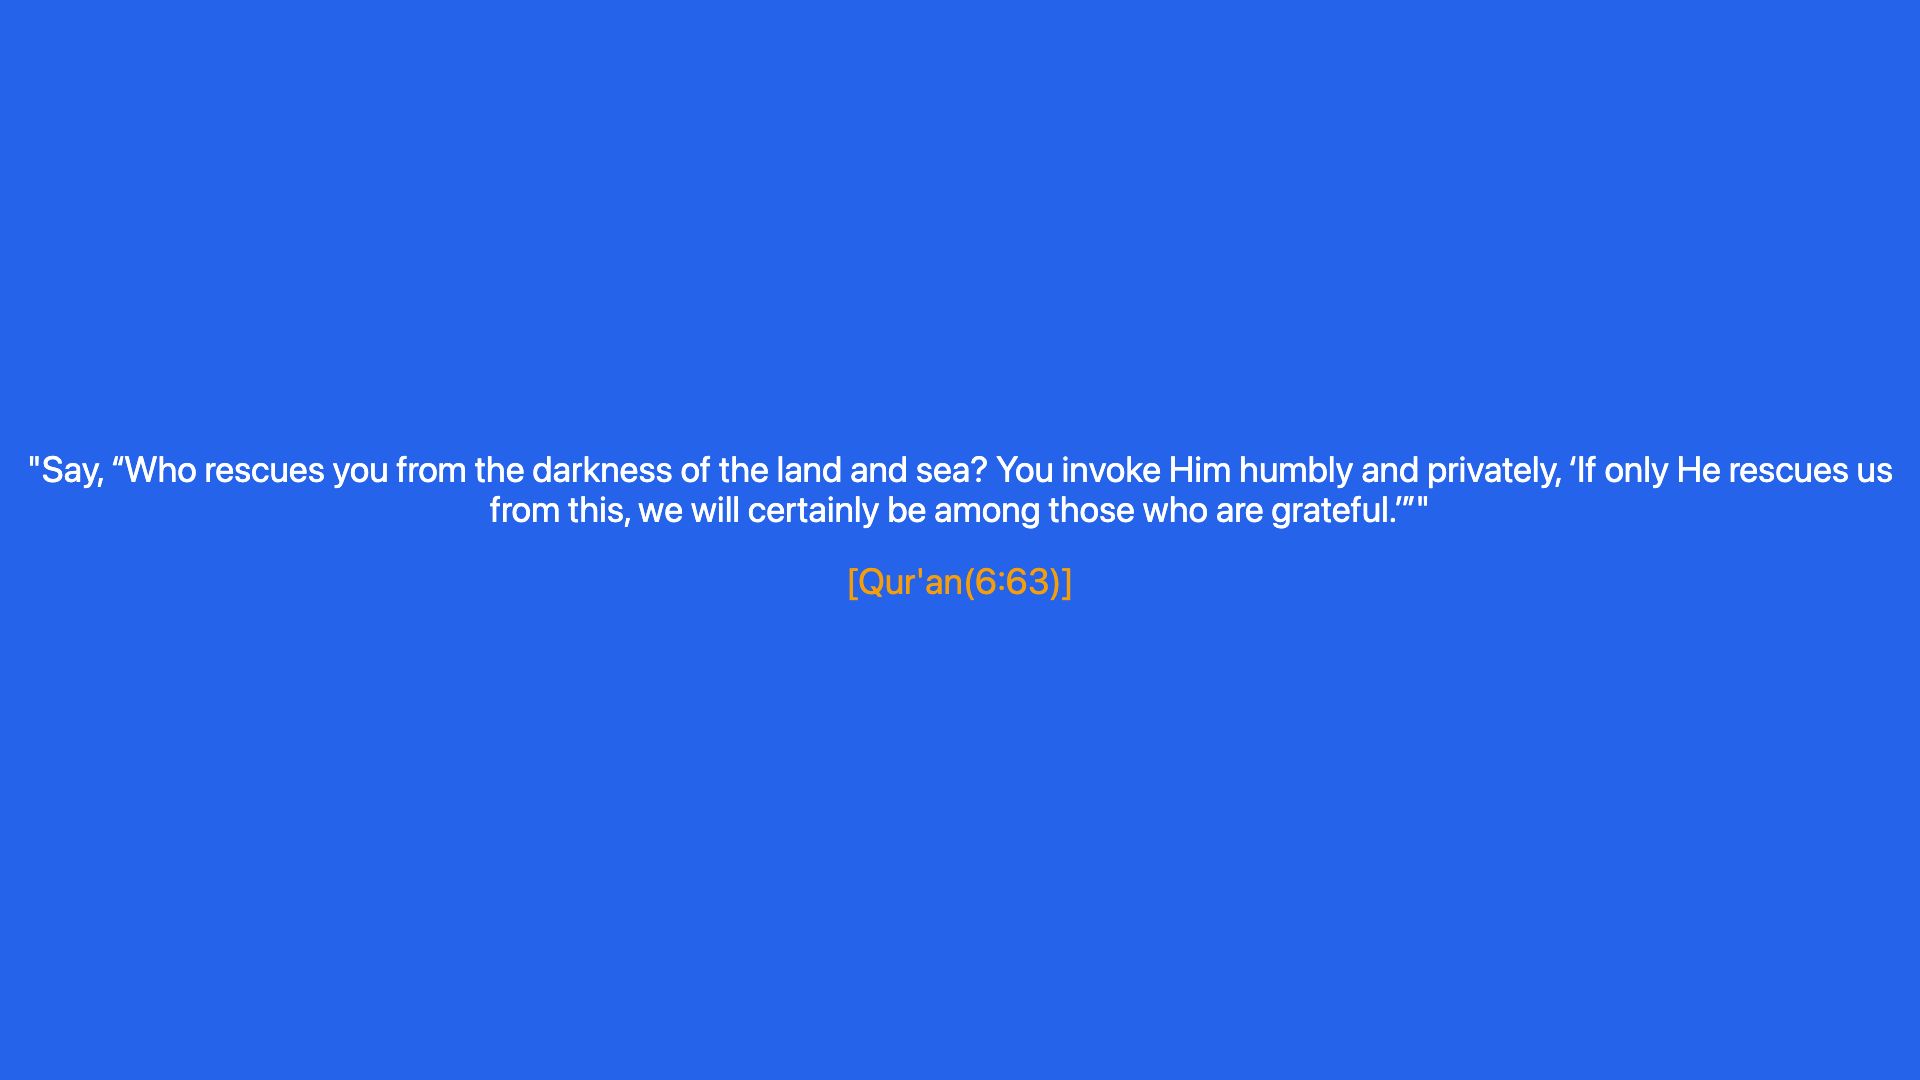 "Say, “Who rescues you from the darkness of the land and sea? You invoke Him humbly and privately, ‘If only He rescues us
from this, we will certainly be among those who are grateful.’”"
[Qur'an(6:63)]